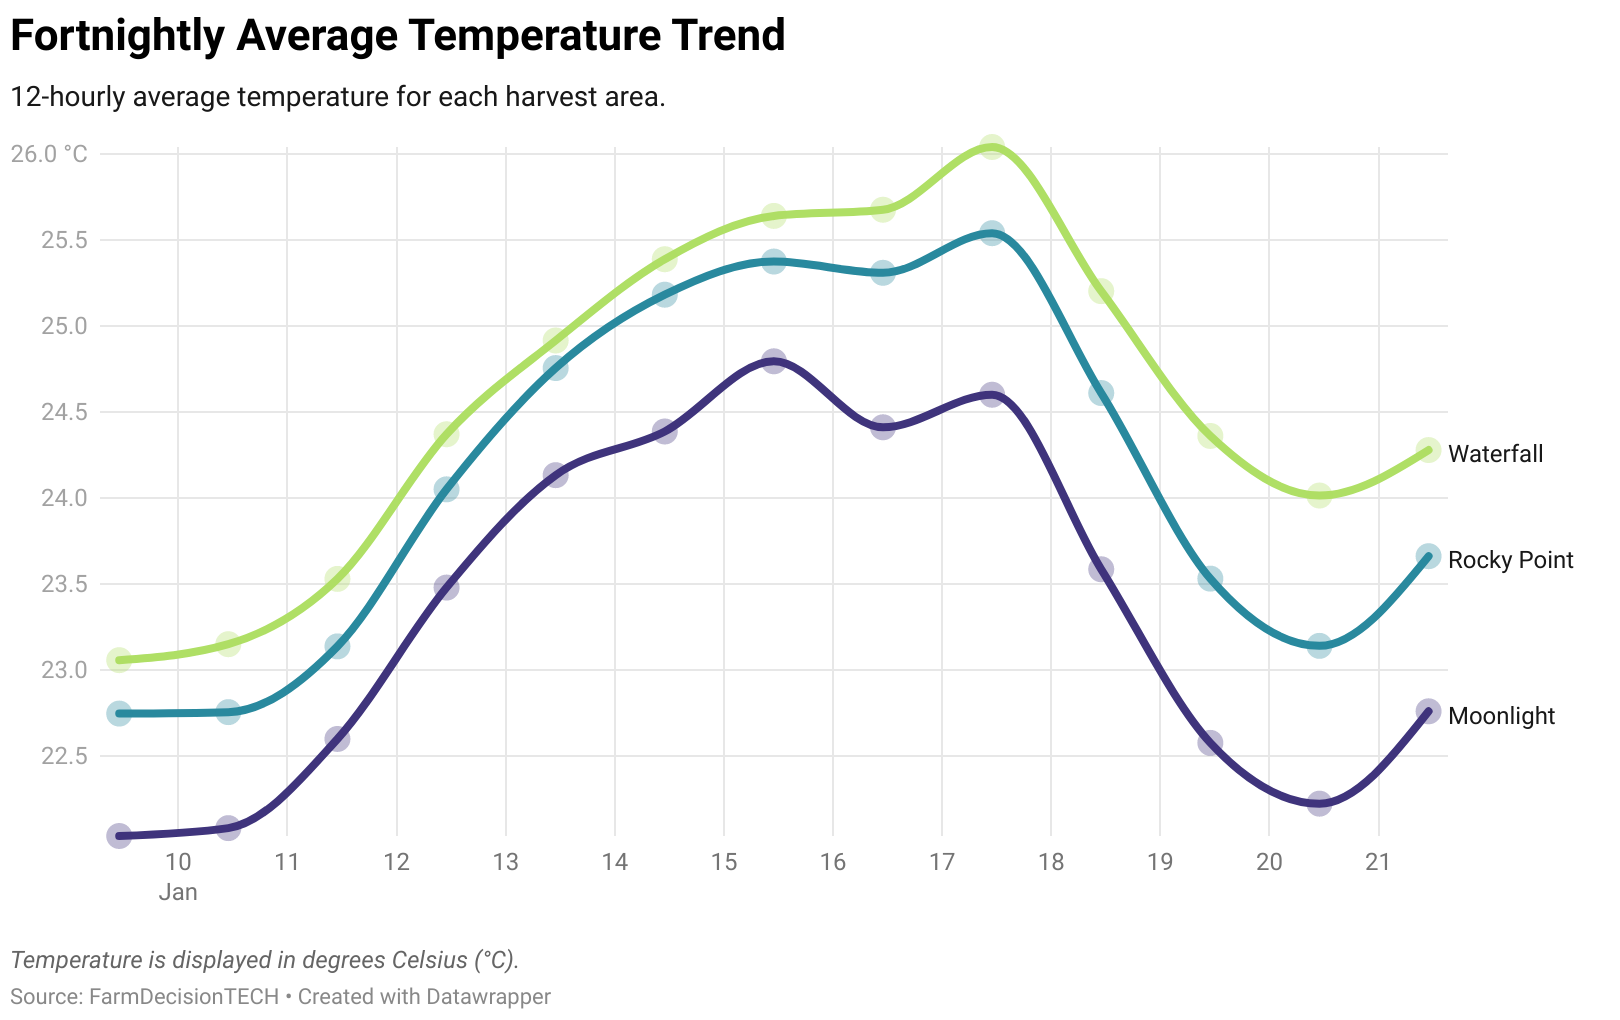 Fortnightly Average Temperature Trend
12-hourly average temperature for each harvest area.
26.0 °C
25.5
25.0
24.5
24.0
23.5
23.0
22.5
Waterfall
Rocky Point
Moonlight
10 11 12 13 14 15 16 17 18 19 20 21
Jan
Temperature is displayed in degrees Celsius (°C).
Source: FarmDecisionTECH • Created with Datawrapper